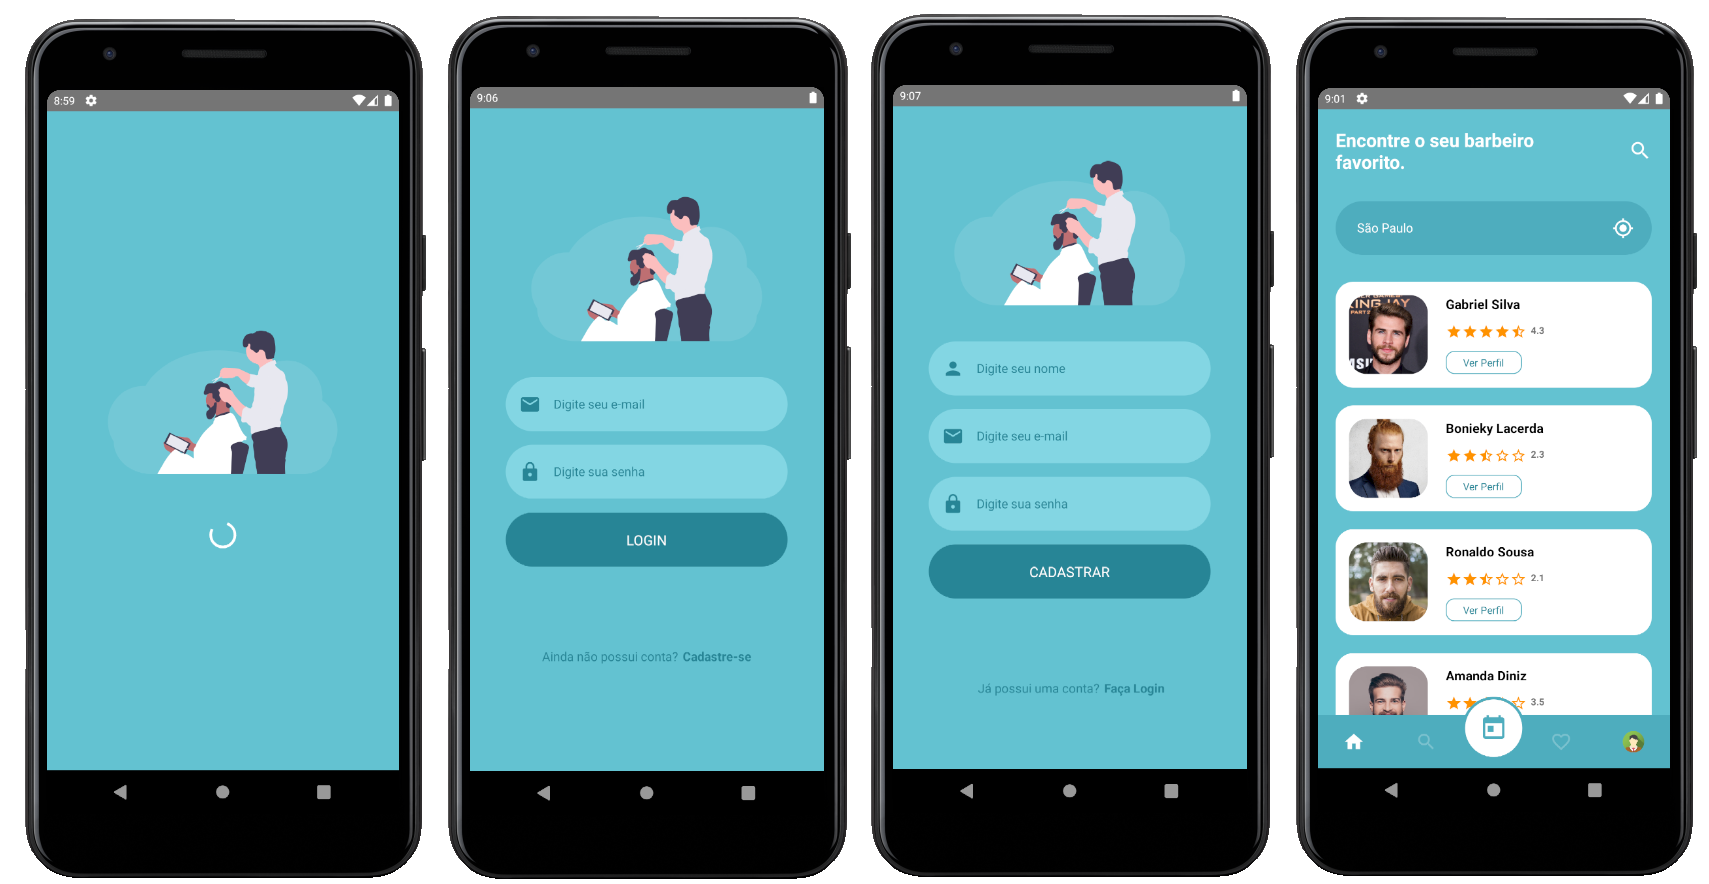 8:59
9:06
Digite seu e-mail
Digite sua senha
LOGIN
Ainda não possui conta? Cadastre-se
9:07
Digite seu nome
Digite seu e-mail
Digite sua senha
CADASTRAR
Já possui uma conta? Faça Login
9:01
Encontre o seu barbeiro
favorito.
São Paulo
Gabriel Silva
4.3
Ver Perfil
Bonieky Lacerda
2.3
Ver Perfil
Ronaldo Sousa
2.1
Ver Perfil
Amanda Diniz
3.5